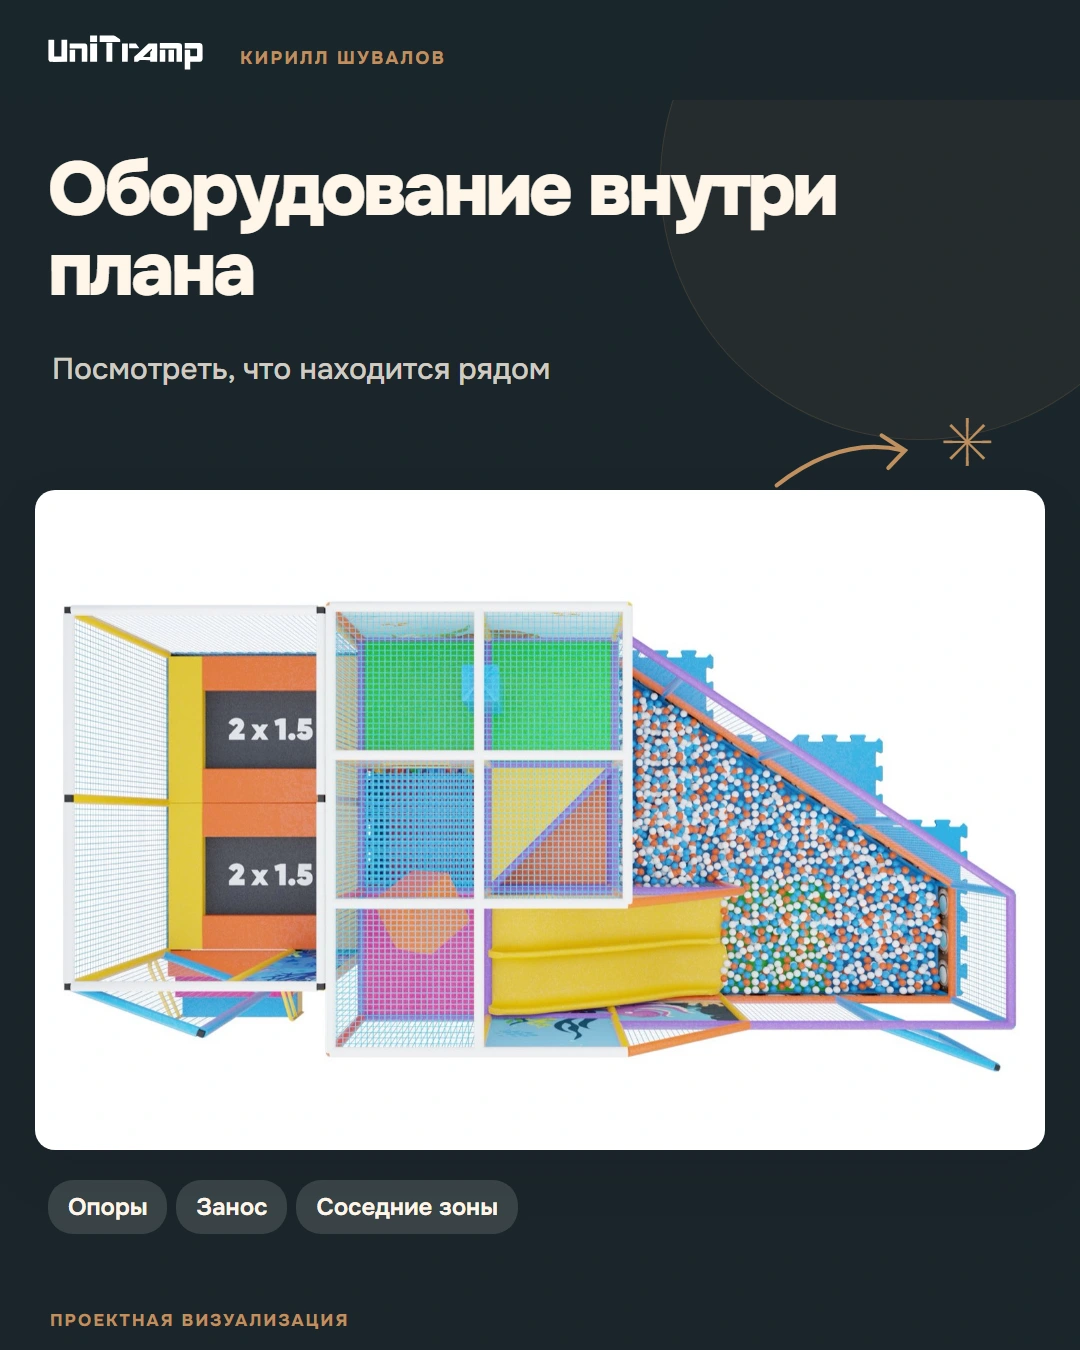 UniTramp
КИРИЛЛ ШУВАЛОВ
Оборудование внутри
плана
Посмотреть, что находится рядом
2 x 1.5
2 x 1.5
Опоры
Занос
Соседние зоны
ПРОЕКТНАЯ ВИЗУАЛИЗАЦИЯ